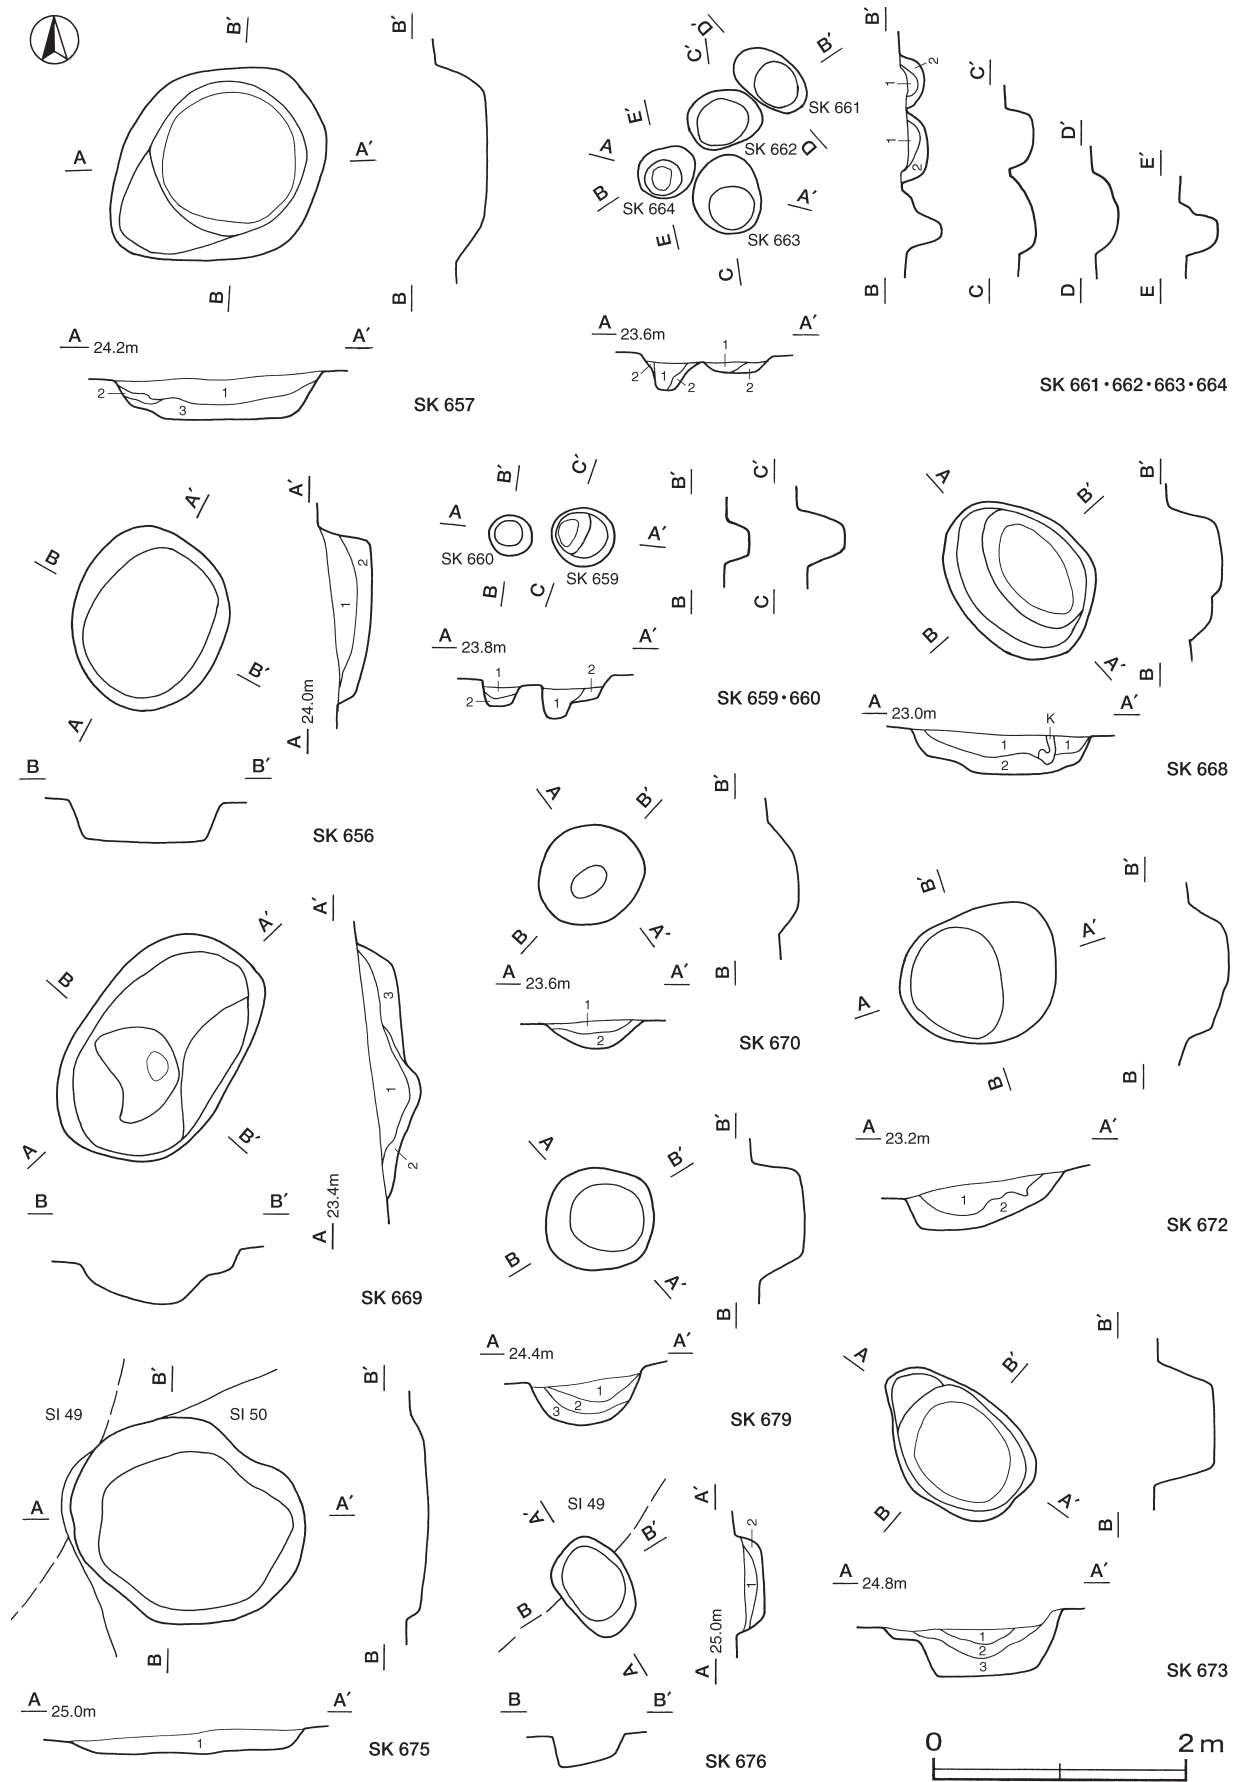 B′ B′
A A′
B B
A 24.2m A′
1
2
3
SK 657
D′
C′ B′
SK 661
E′
SK 662 D
A
B SK 664 A′
E SK 663
C
B′
2
1
C′
1
D′
2
E′
B C D E
A 23.6m A′
1
2 1 2 2
SK 661・662・663・664
A′
B
B′
A
A′
2
1
A 24.0m
B B′
SK 656
B′ C′
A A′
SK 660
SK 659
B C
B′ C′
B C
A 23.8m A′
1 2
2 1
SK 659・660
A B′
B A′
B′
B
A 23.0m A′
K
1 1
2
SK 668
A′
B
A B′
A′
3
1
2
A 23.4m
B B′
SK 669
A B′
B A′
B′
B
A 23.6m A′
1
2
SK 670
B′
A′
A
B
B′
B
A 23.2m A′
1
2
SK 672
A B′
B A′
B′
B
A 24.4m A′
1
3 2
SK 679
B′
SI 49 SI 50
A A′
B
B′
B
A 25.0m A′
1
SK 675
SI 49
A′ B′
B
A
A′
2
1
A 25.0m
B B′
SK 676
A B′
B A′
B′
B
A 24.8m A′
1
2
3
SK 673
0 2 m